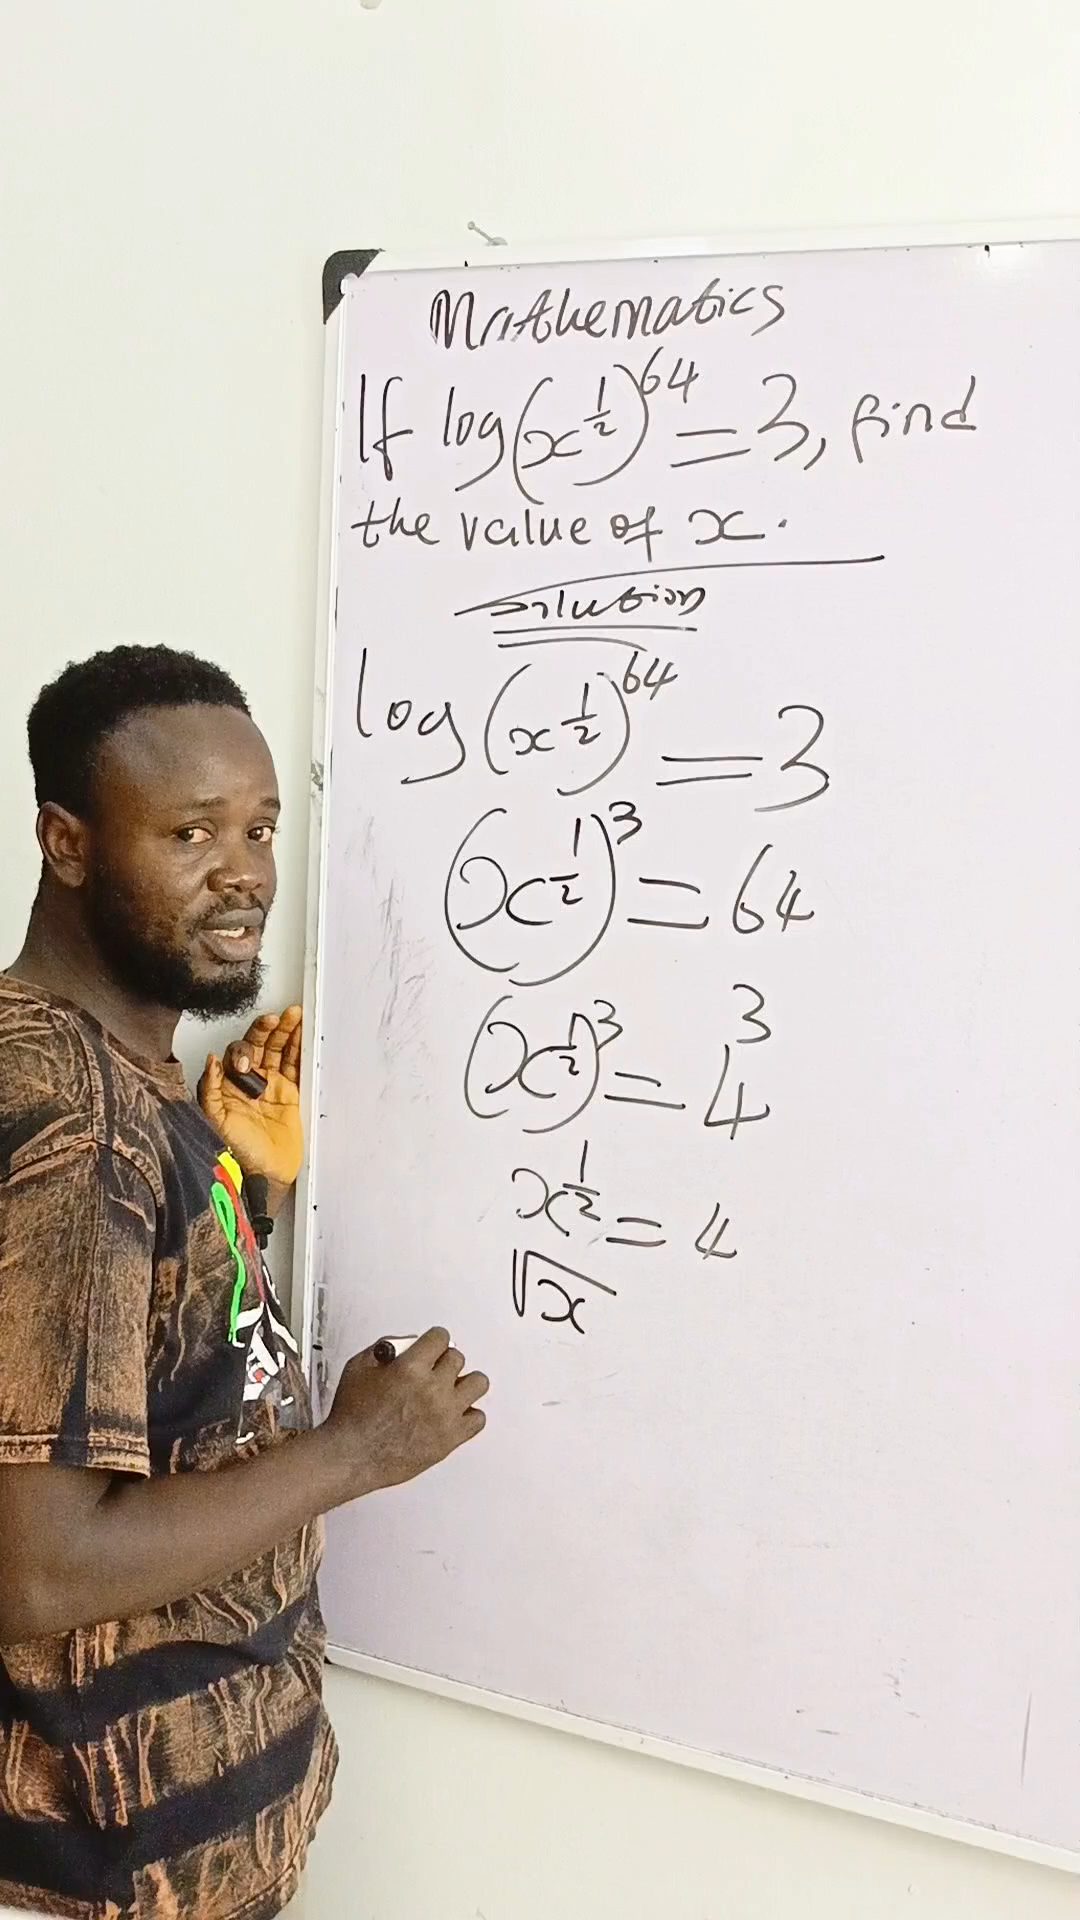 Mathematics
If log(x^{1/2})^{64} = 3, find
the value of x.
Solution
log(x^{1/2})^{64} = 3
(x^{1/2})^3 = 64
(x^{1/2})^3 = 4^3
x^{1/2} = 4
√x